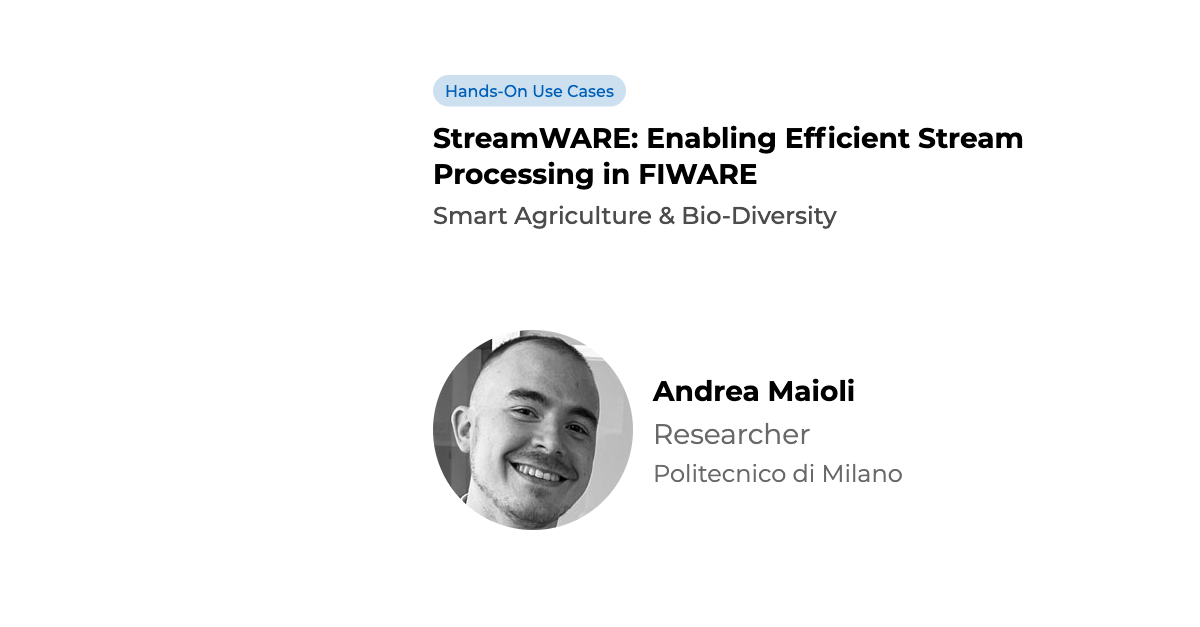 Hands-On Use Cases
StreamWARE: Enabling Efficient Stream
Processing in FIWARE
Smart Agriculture & Bio-Diversity
Andrea Maioli
Researcher
Politecnico di Milano